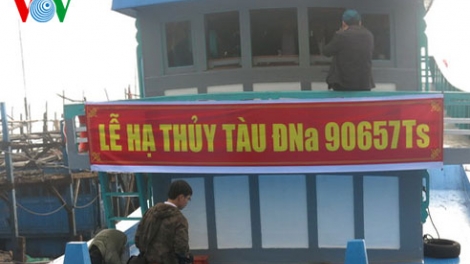 VOV
LỄ HẠ THỦY TÀU ĐNa 90657Ts